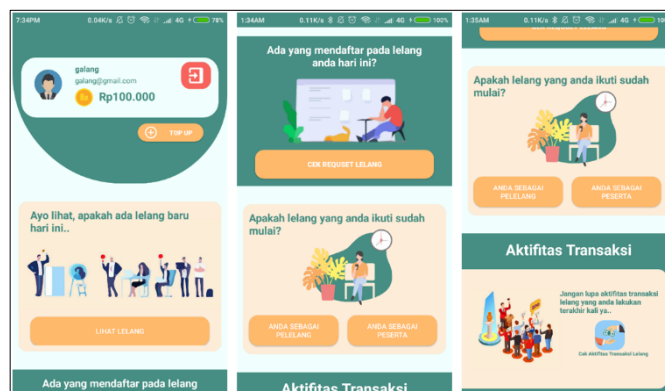 7:34PM
0.04K/s
4G
78%
galang
galang@gmail.com
Rp100.000
TOP UP
Ayo lihat, apakah ada lelang baru
hari ini..
LIHAT LELANG
Ada yang mendaftar pada lelang
1:34AM
0.11K/s
4G
100%
Ada yang mendaftar pada lelang
anda hari ini?
CEK REQUSET LELANG
Apakah lelang yang anda ikuti sudah
mulai?
ANDA SEBAGAI
PELELANG
ANDA SEBAGAI
PESERTA
Aktifitas Transaksi
1:35AM
0.11K/s
4G
CEK REQUSET LELANG
Apakah lelang yang anda ikuti sudah
mulai?
ANDA SEBAGAI
PELELANG
ANDA SEBAGAI
PESERTA
Aktifitas Transaksi
Jangan lupa aktifitas transaksi
lelang yang anda lakukan
terakhir kali ya..
Cek Aktifitas Transaksi Lelang